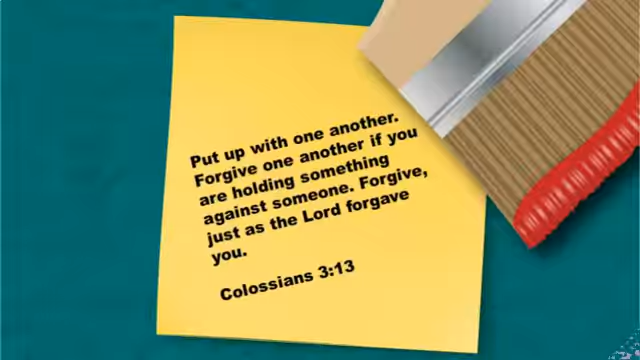 Put up with one another.
Forgive one another if you
are holding something
against someone. Forgive,
just as the Lord forgave
you.
Colossians 3:13